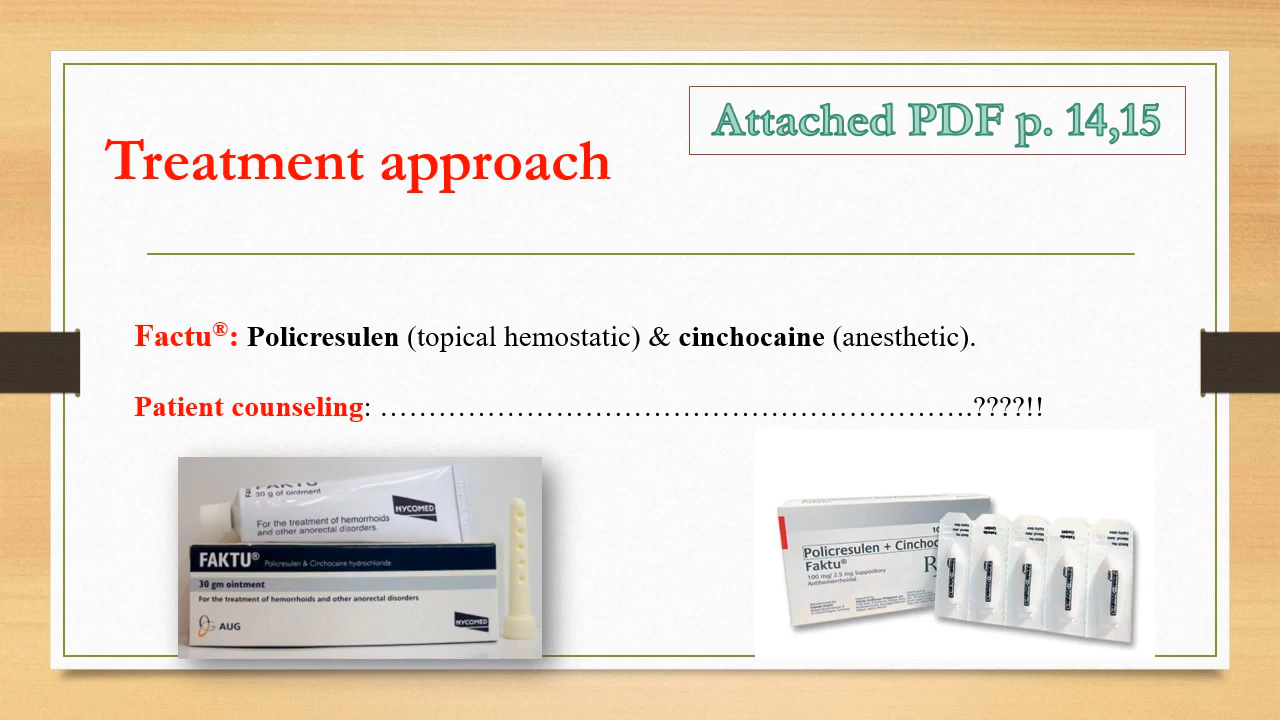 Attached PDF p. 14,15
Treatment approach
Factu®: Policresulen (topical hemostatic) & cinchocaine (anesthetic).
Patient counseling: …………………………………………………….????!!
30 g of ointment
For the treatment of hemorrhoids
and other anorectal disorders.
NYCOMED
FAKTU® Policresulen & Cinchocaine hydrochloride
30 gm ointment
For the treatment of hemorrhoids and other anorectal disorders
AUG
NYCOMED
Policresulen + Cinchoc
Faktu®
100 mg/ 2.5 mg Suppository
Antihemorrhoidal